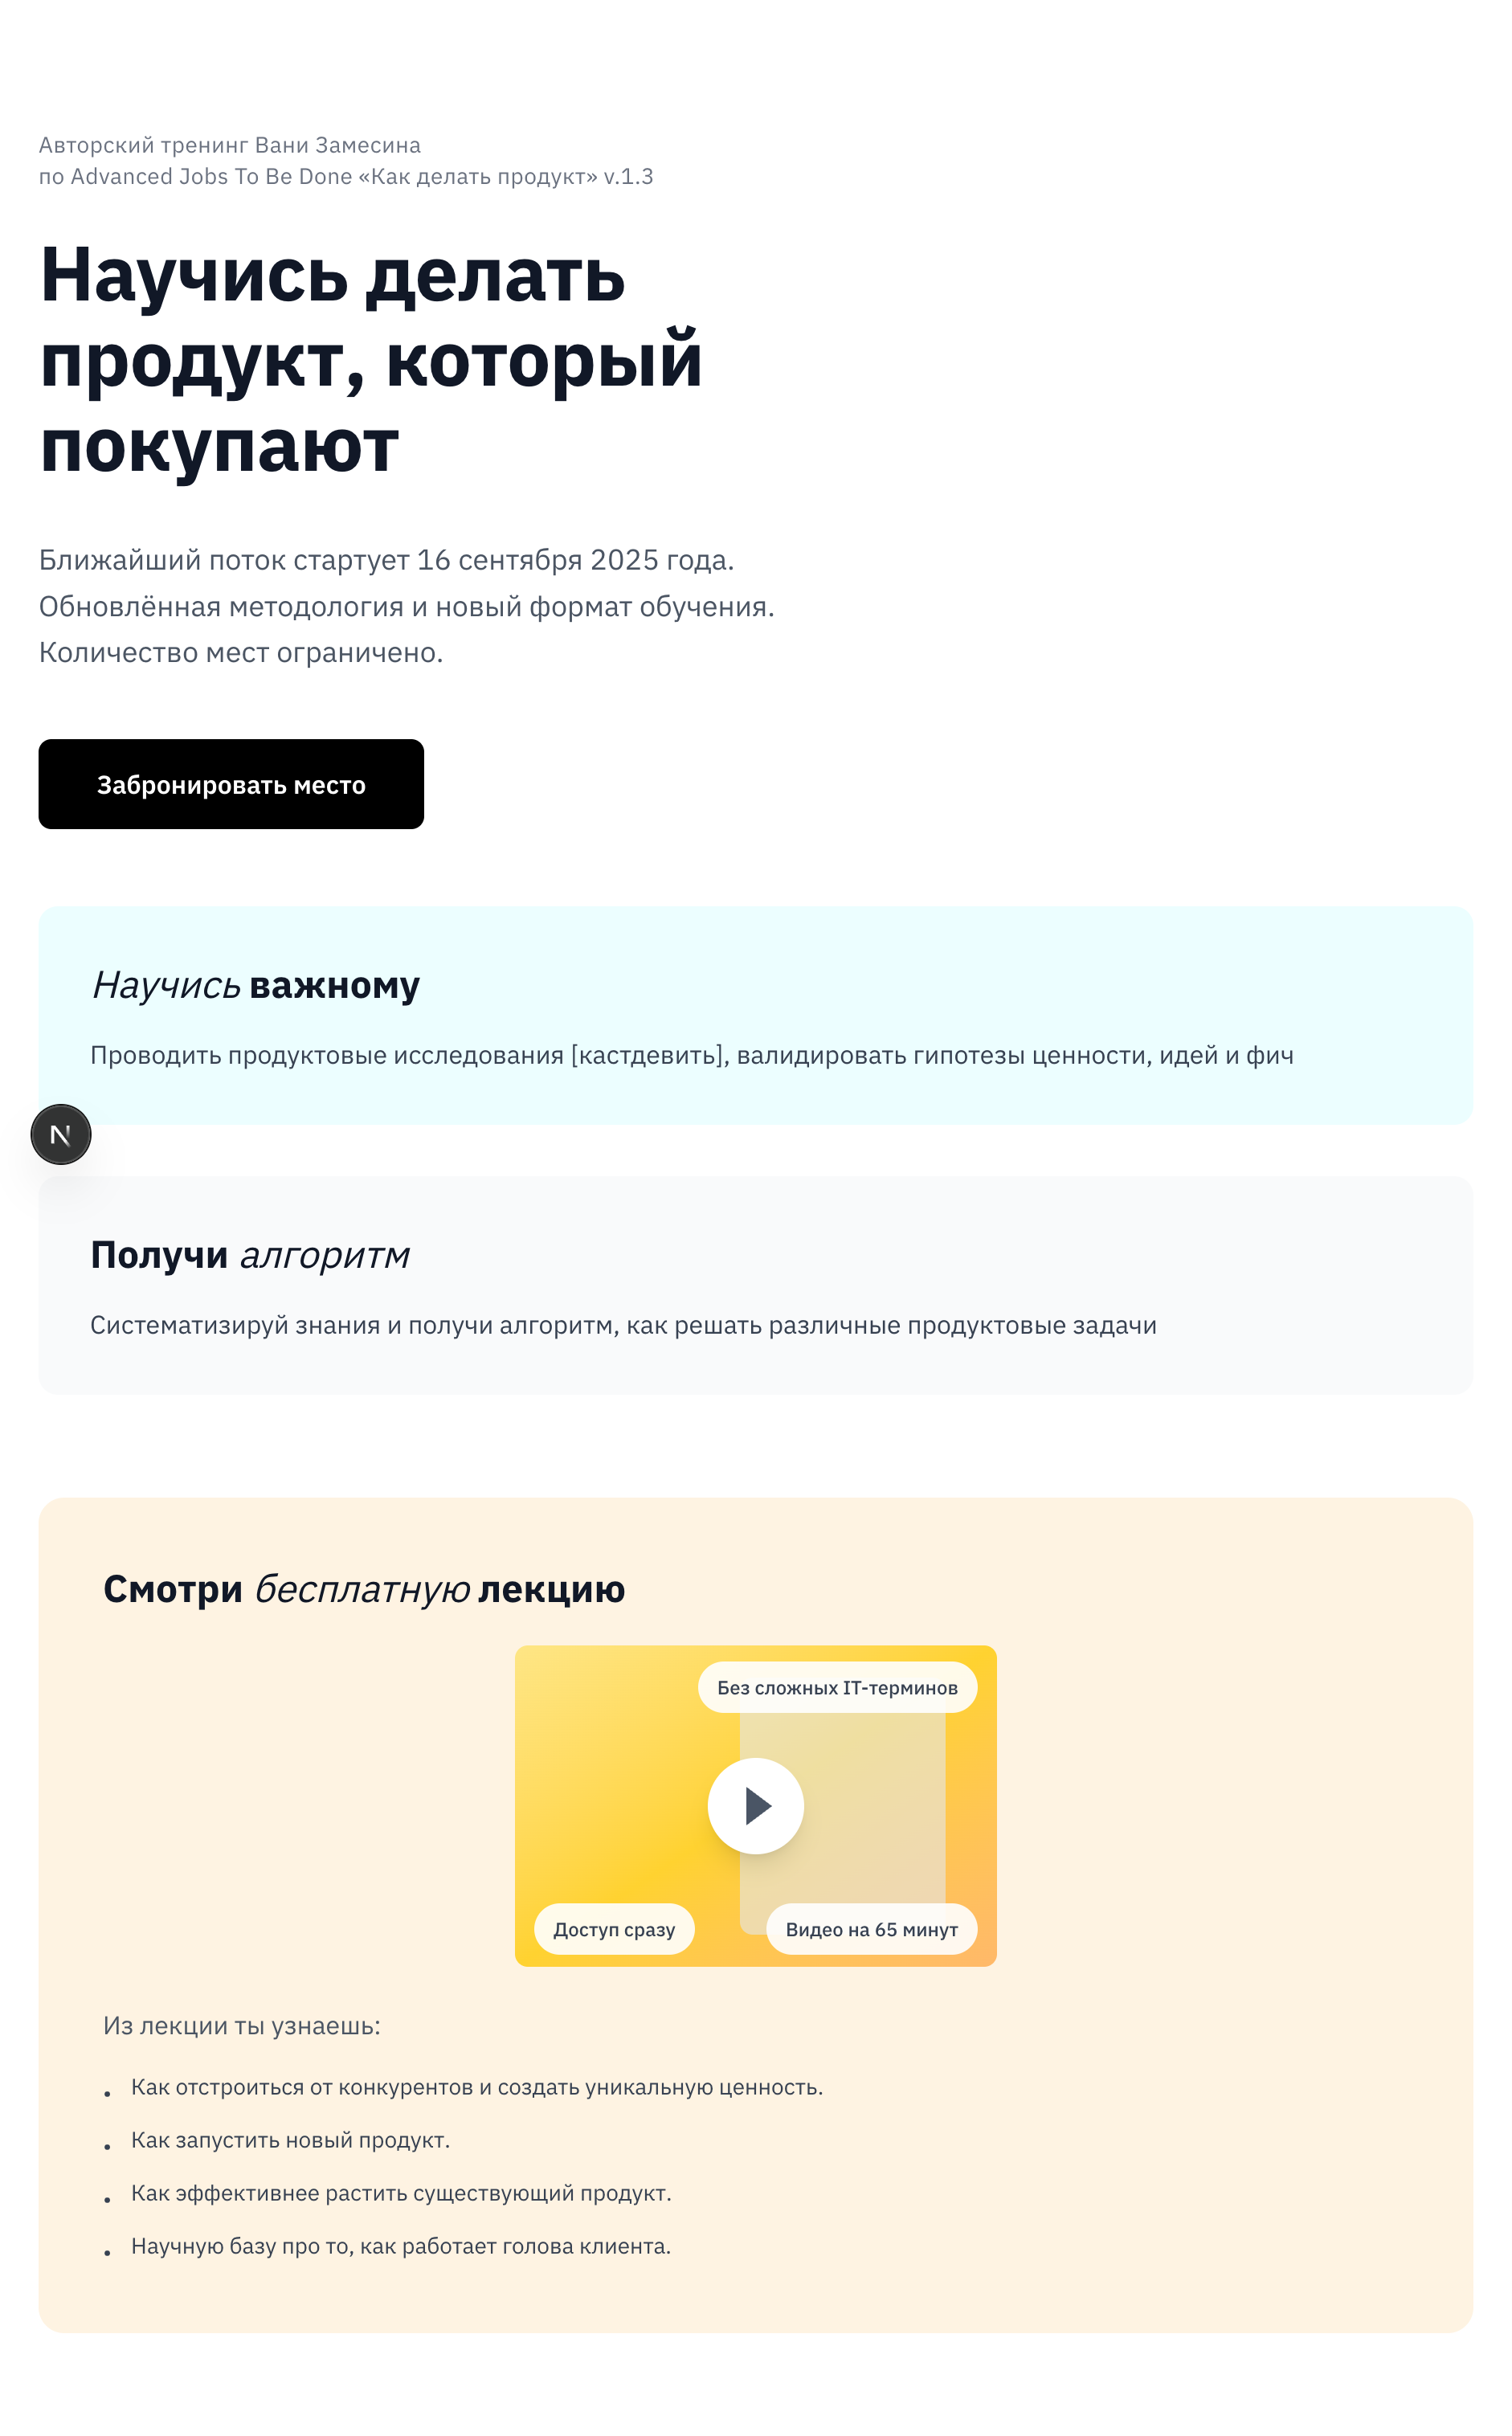 Авторский тренинг Вани Замесина
по Advanced Jobs To Be Done «Как делать продукт» v.1.3
Научись делать
продукт, который
покупают
Ближайший поток стартует 16 сентября 2025 года.
Обновлённая методология и новый формат обучения.
Количество мест ограничено.
Забронировать место
Научись важному
Проводить продуктовые исследования [кастдевить], валидировать гипотезы ценности, идей и фич
N
Получи алгоритм
Систематизируй знания и получи алгоритм, как решать различные продуктовые задачи
Смотри бесплатную лекцию
Без сложных IT-терминов
Доступ сразу
Видео на 65 минут
Из лекции ты узнаешь:
• Как отстроиться от конкурентов и создать уникальную ценность.
• Как запустить новый продукт.
• Как эффективнее растить существующий продукт.
• Научную базу про то, как работает голова клиента.